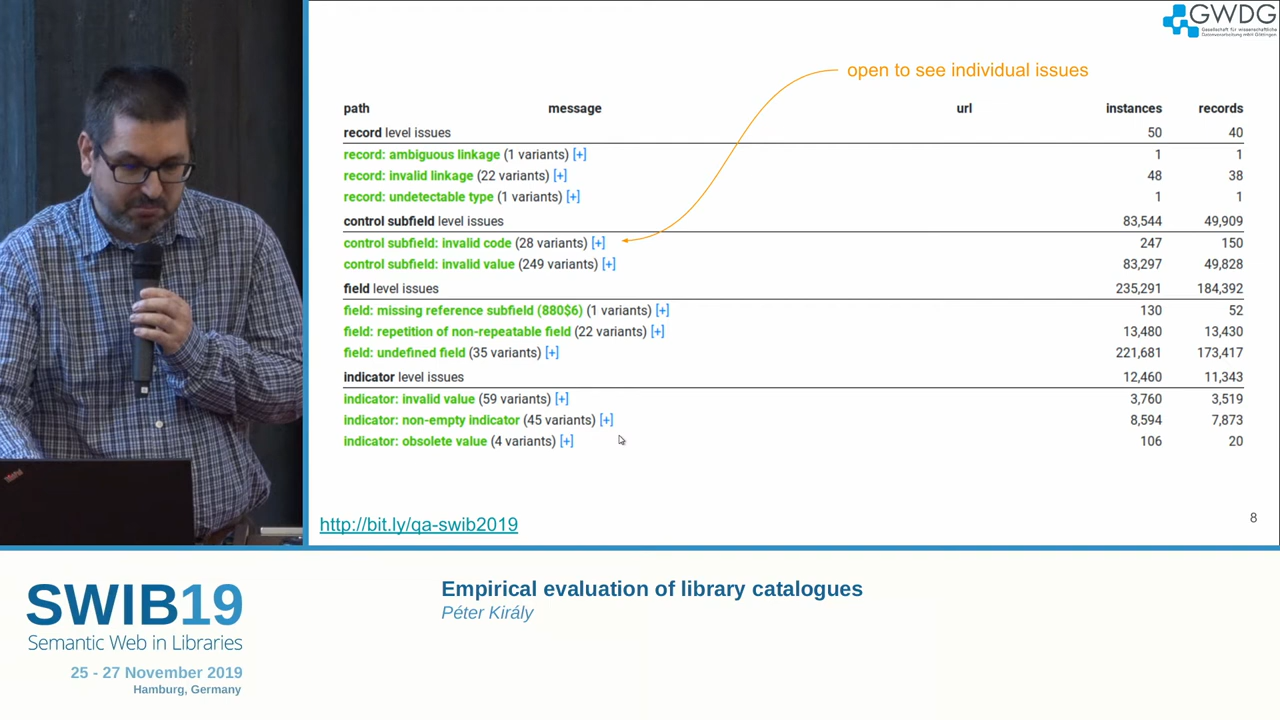 GWDG
Gesellschaft für wissenschaftliche
Datenverarbeitung mbH Göttingen
open to see individual issues
path message url instances records
record level issues 50 40
record: ambiguous linkage (1 variants) [+] 1 1
record: invalid linkage (22 variants) [+] 48 38
record: undetectable type (1 variants) [+] 1 1
control subfield level issues 83,544 49,909
control subfield: invalid code (28 variants) [+] 247 150
control subfield: invalid value (249 variants) [+] 83,297 49,828
field level issues 235,291 184,392
field: missing reference subfield (880$6) (1 variants) [+] 130 52
field: repetition of non-repeatable field (22 variants) [+] 13,480 13,430
field: undefined field (35 variants) [+] 221,681 173,417
indicator level issues 12,460 11,343
indicator: invalid value (59 variants) [+] 3,760 3,519
indicator: non-empty indicator (45 variants) [+] 8,594 7,873
indicator: obsolete value (4 variants) [+] 106 20
http://bit.ly/qa-swib2019
8
SWIB19
Semantic Web in Libraries
25 - 27 November 2019
Hamburg, Germany
Empirical evaluation of library catalogues
Péter Király